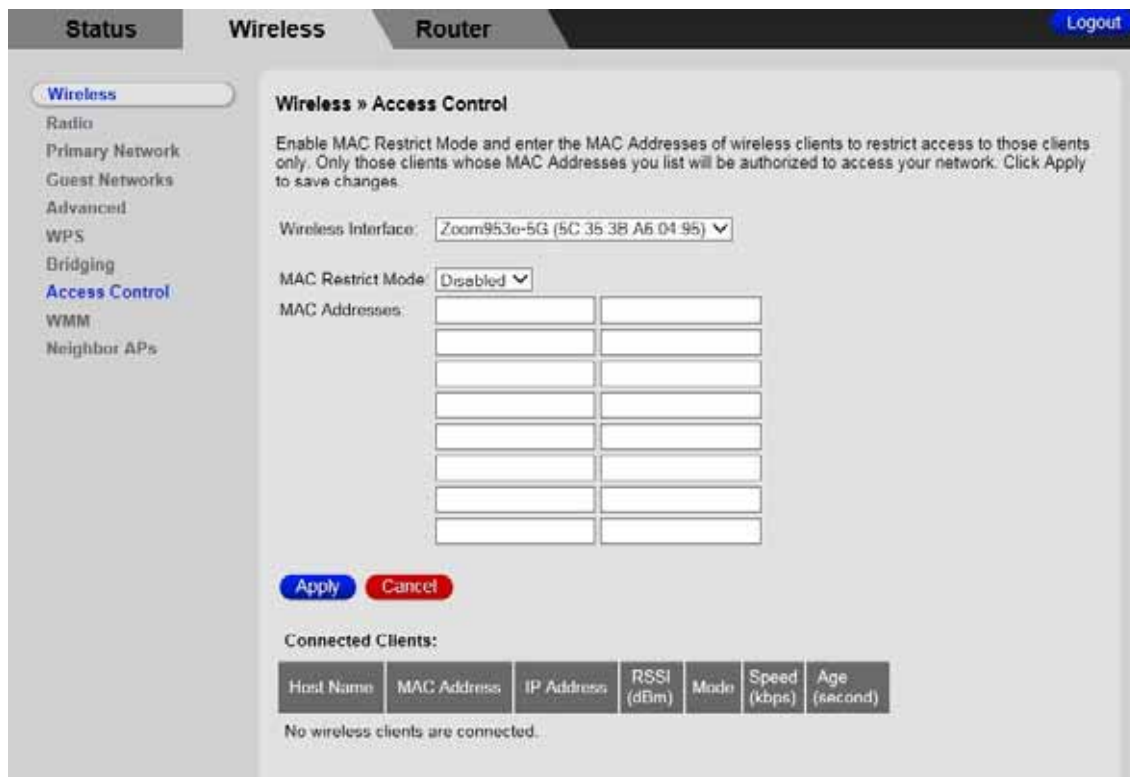 Status
Wireless
Router
Logout
Wireless
Radio
Primary Network
Guest Networks
Advanced
WPS
Bridging
Access Control
WMM
Neighbor APs
Wireless » Access Control
Enable MAC Restrict Mode and enter the MAC Addresses of wireless clients to restrict access to those clients
only. Only those clients whose MAC Addresses you list will be authorized to access your network. Click Apply
to save changes.
Wireless Interface: Zoom953e-5G (5C:35:3B:A6:04:95)
MAC Restrict Mode: Disabled
MAC Addresses:
Apply Cancel
Connected Clients:
Host Name MAC Address IP Address RSSI (dBm) Mode Speed (kbps) Age (second)
No wireless clients are connected.